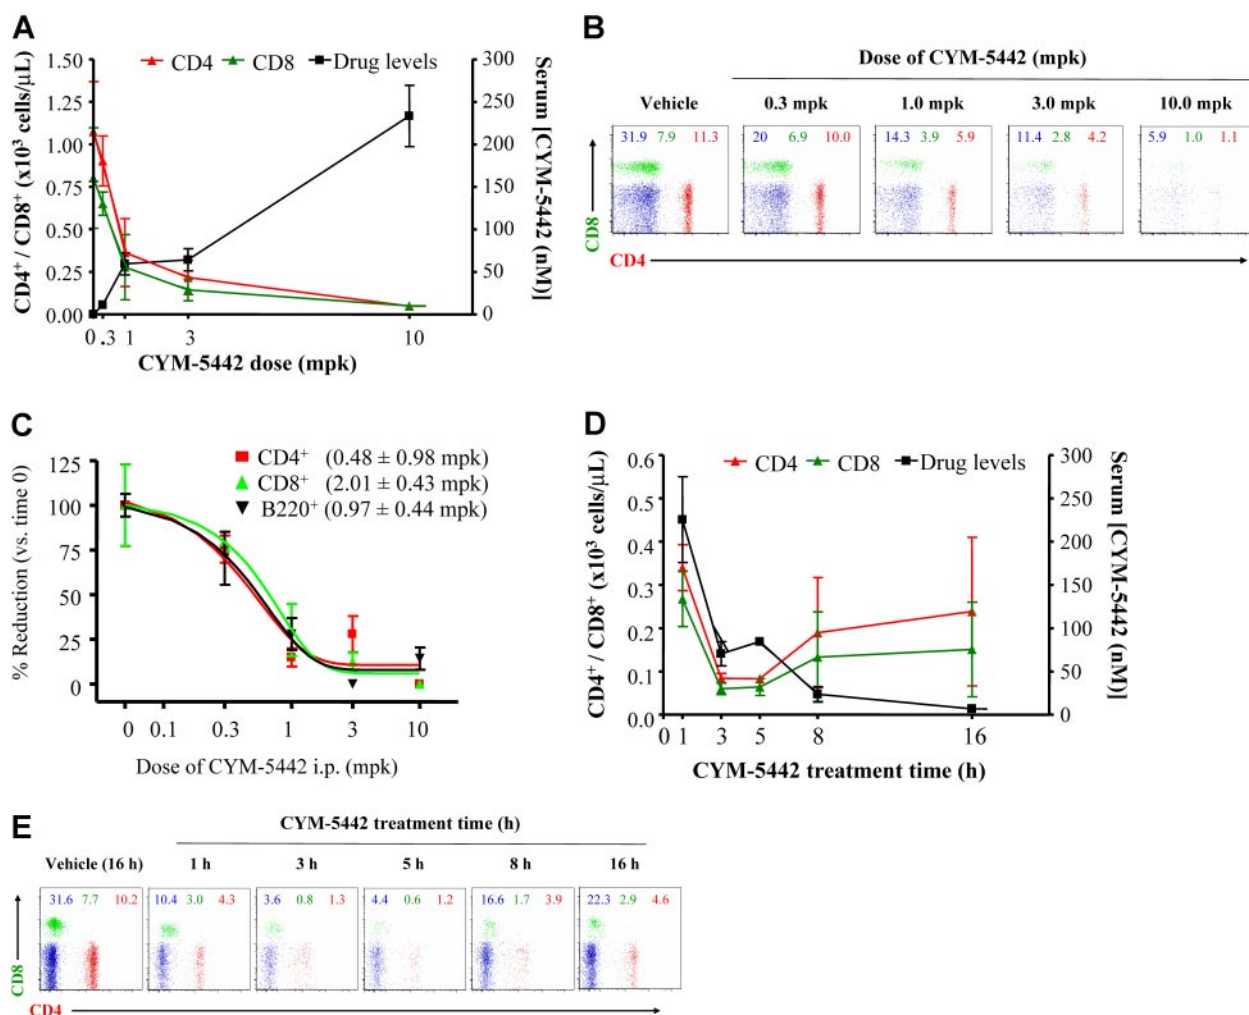 A
CD4 CD8 Drug levels
CD4⁺ / CD8⁺ (x10³ cells/µL)
1.50
1.25
1.00
0.75
0.50
0.25
0.00
Serum [CYM-5442 (nM)]
300
250
200
150
100
50
0
0 .3 1 3 10
CYM-5442 dose (mpk)
B
Dose of CYM-5442 (mpk)
Vehicle 0.3 mpk 1.0 mpk 3.0 mpk 10.0 mpk
31.9 7.9 11.3 20 6.9 10.0 14.3 3.9 5.9 11.4 2.8 4.2 5.9 1.0 1.1
CD8
CD4
C
CD4⁺ (0.48 ± 0.98 mpk)
CD8⁺ (2.01 ± 0.43 mpk)
B220⁺ (0.97 ± 0.44 mpk)
% Reduction (vs. time 0)
125
100
75
50
25
0
0 0.1 0.3 1 3 10
Dose of CYM-5442 i.p. (mpk)
D
CD4 CD8 Drug levels
CD4⁺ / CD8⁺ (x10³ cells/µL)
0.6
0.5
0.4
0.3
0.2
0.1
0.0
Serum [CYM-5442 (nM)]
300
250
200
150
100
50
0
0 1 3 5 8 16
CYM-5442 treatment time (h)
E
CYM-5442 treatment time (h)
Vehicle (16 h) 1 h 3 h 5 h 8 h 16 h
31.6 7.7 10.2 10.4 3.0 4.3 3.6 0.8 1.3 4.4 0.6 1.2 16.6 1.7 3.9 22.3 2.9 4.6
CD8
CD4